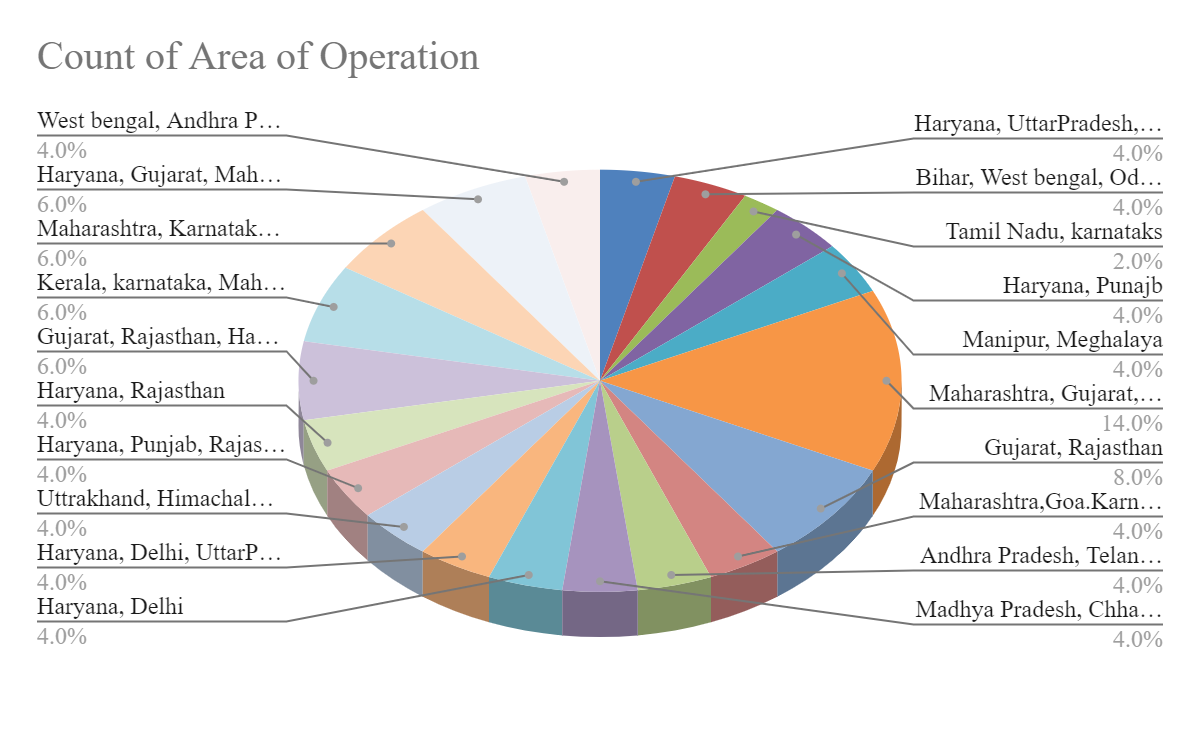 Count of Area of Operation
West bengal, Andhra P…
4.0%
Haryana, Gujarat, Mah…
6.0%
Maharashtra, Karnatak…
6.0%
Kerala, karnataka, Mah…
6.0%
Gujarat, Rajasthan, Ha…
6.0%
Haryana, Rajasthan
4.0%
Haryana, Punjab, Rajas…
4.0%
Uttrakhand, Himachal…
4.0%
Haryana, Delhi, UttarP…
4.0%
Haryana, Delhi
4.0%
Haryana, UttarPradesh,…
4.0%
Bihar, West bengal, Od…
4.0%
Tamil Nadu, karnataks
2.0%
Haryana, Punajb
4.0%
Manipur, Meghalaya
4.0%
Maharashtra, Gujarat,…
14.0%
Gujarat, Rajasthan
8.0%
Maharashtra,Goa.Karn…
4.0%
Andhra Pradesh, Telan…
4.0%
Madhya Pradesh, Chha…
4.0%